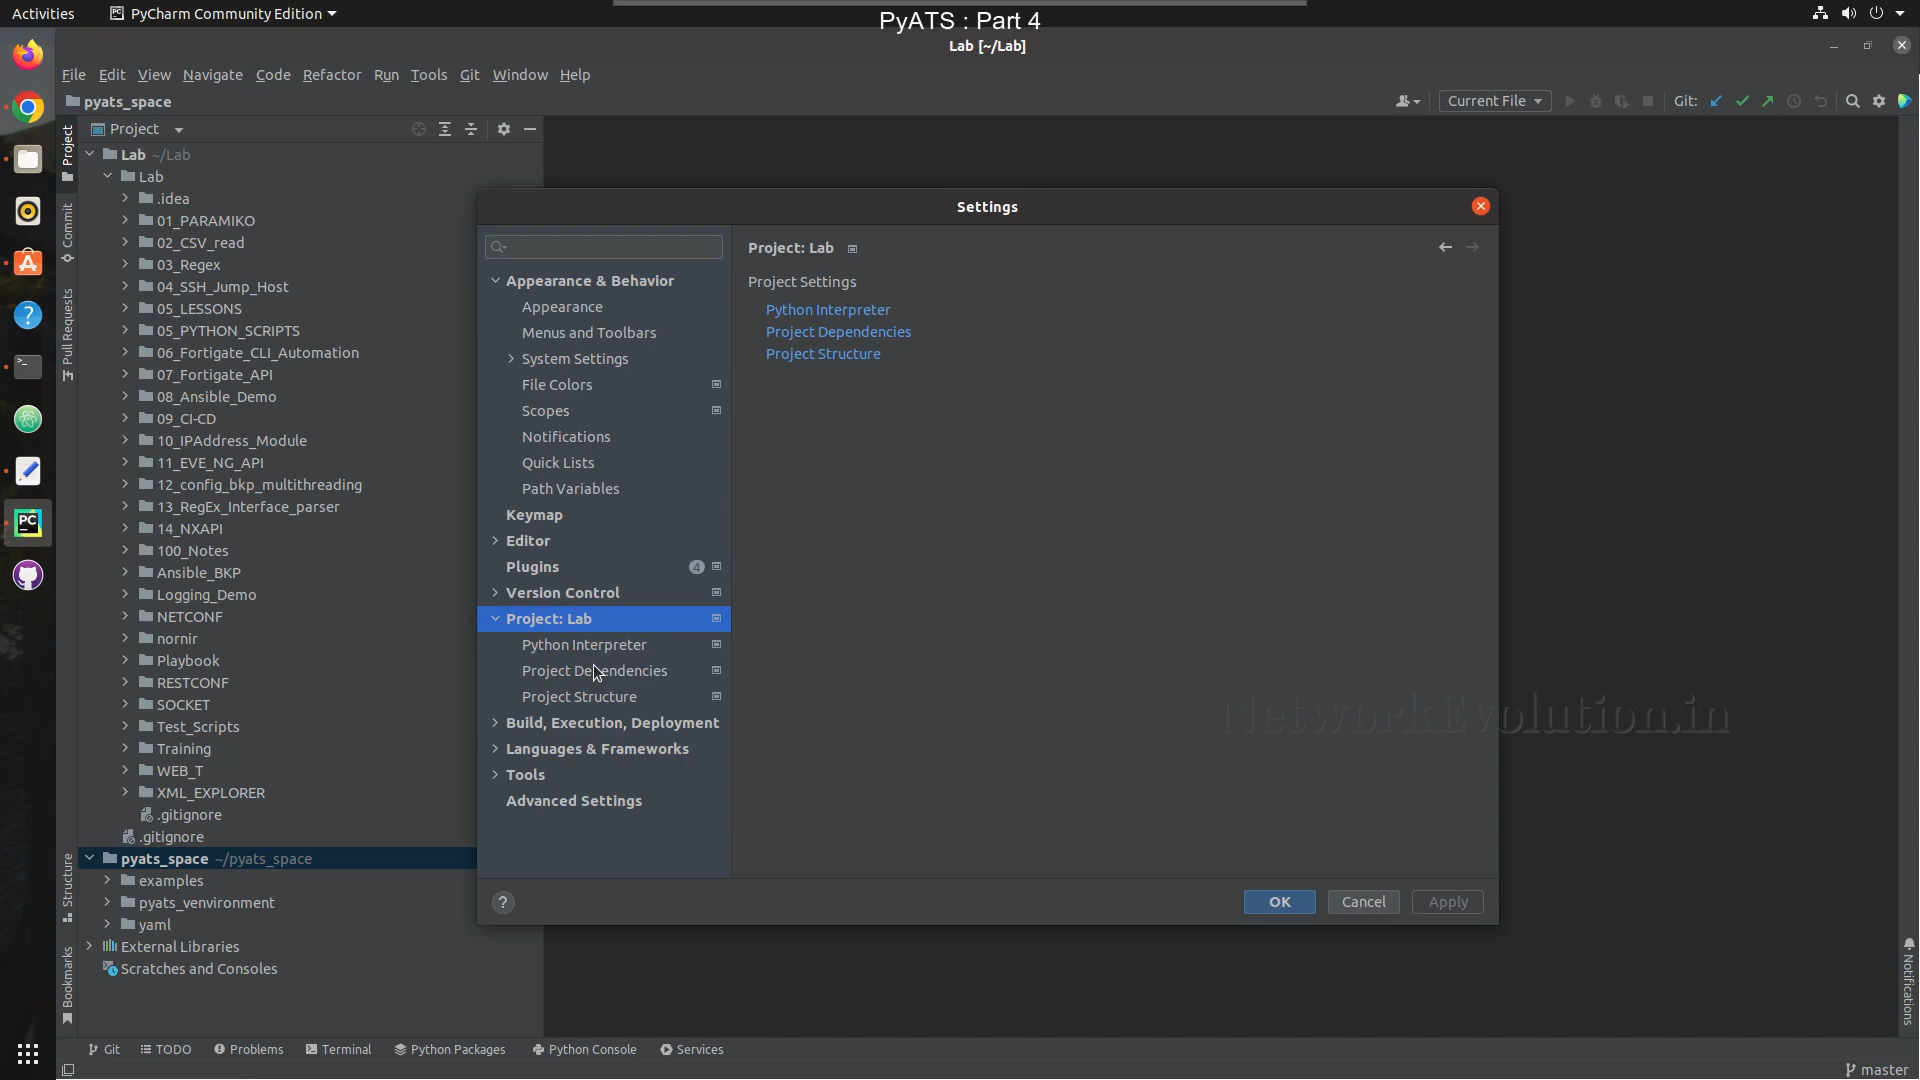 Activities
PyCharm Community Edition
PyATS : Part 4
Lab [~/Lab]
File Edit View Navigate Code Refactor Run Tools Git Window Help
pyats_space
Current File
Git:
Project
Project
Commit
Pull Requests
Structure
Bookmarks
Lab ~/Lab
Lab
.idea
01_PARAMIKO
02_CSV_read
03_Regex
04_SSH_Jump_Host
05_LESSONS
05_PYTHON_SCRIPTS
06_Fortigate_CLI_Automation
07_Fortigate_API
08_Ansible_Demo
09_CI-CD
10_IPAddress_Module
11_EVE_NG_API
12_config_bkp_multithreading
13_RegEx_Interface_parser
14_NXAPI
100_Notes
Ansible_BKP
Logging_Demo
NETCONF
nornir
Playbook
RESTCONF
SOCKET
Test_Scripts
Training
WEB_T
XML_EXPLORER
.gitignore
.gitignore
pyats_space ~/pyats_space
examples
pyats_venvironment
yaml
External Libraries
Scratches and Consoles
Settings
Appearance & Behavior
Appearance
Menus and Toolbars
System Settings
File Colors
Scopes
Notifications
Quick Lists
Path Variables
Keymap
Editor
Plugins 4
Version Control
Project: Lab
Python Interpreter
Project Dependencies
Project Structure
Build, Execution, Deployment
Languages & Frameworks
Tools
Advanced Settings
Project: Lab
Project Settings
Python Interpreter
Project Dependencies
Project Structure
NetworkEvolution.in
?
OK
Cancel
Apply
Notifications
Git
TODO
Problems
Terminal
Python Packages
Python Console
Services
master